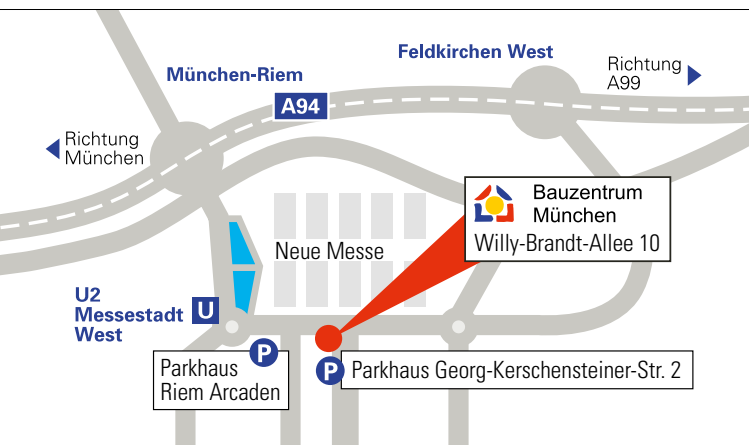 Feldkirchen West
München-Riem
Richtung
A99
A94
Richtung
München
Bauzentrum
München
Willy-Brandt-Allee 10
Neue Messe
U2
Messestadt
West
U
P
Parkhaus
Riem Arcaden
P
Parkhaus Georg-Kerschensteiner-Str. 2